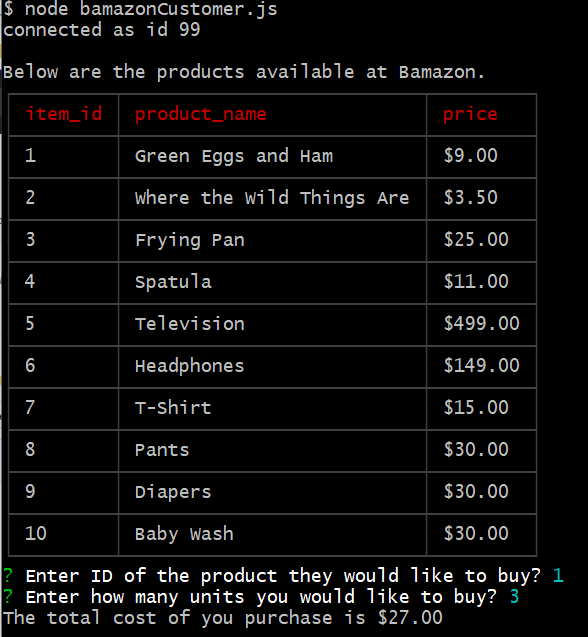 $ node bamazonCustomer.js
connected as id 99
Below are the products available at Bamazon.
item_id product_name price
1 Green Eggs and Ham $9.00
2 Where the Wild Things Are $3.50
3 Frying Pan $25.00
4 Spatula $11.00
5 Television $499.00
6 Headphones $149.00
7 T-Shirt $15.00
8 Pants $30.00
9 Diapers $30.00
10 Baby Wash $30.00
? Enter ID of the product they would like to buy? 1
? Enter how many units you would like to buy? 3
The total cost of you purchase is $27.00